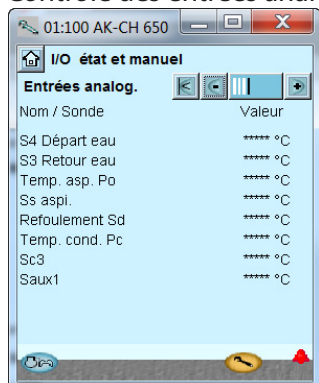 01:100 AK-CH 650
I/O état et manuel
Entrées analog.
Nom / Sonde Valeur
S4 Départ eau ***** °C
S3 Retour eau ***** °C
Temp. asp. Po ***** °C
Ss aspi. ***** °C
Refoulement Sd ***** °C
Temp. cond. Pc ***** °C
Sc3 ***** °C
Saux1 ***** °C